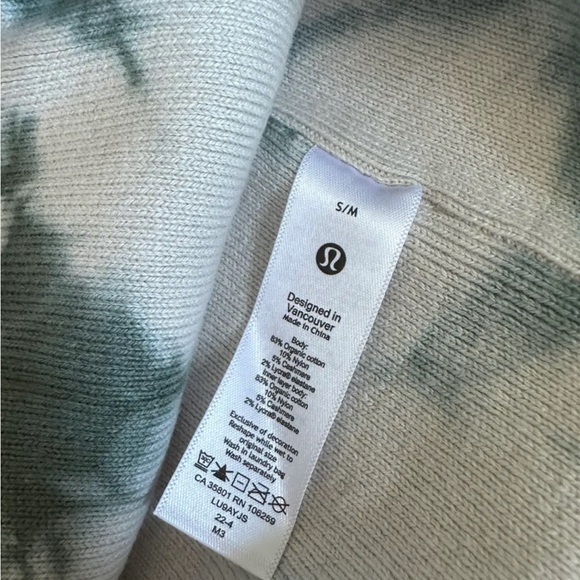 S/M
Designed in
Vancouver
Made in China
Body:
83% Organic cotton
10% Nylon
5% Cashmere
2% Lycra® elastane
Inner layer body:
83% Organic cotton
10% Nylon
5% Cashmere
2% Lycra® elastane
Exclusive of decoration
Reshape while wet to
original size
Wash in laundry bag
Wash separately
CA 35801 RN 106259
LU9AYJS
22-4
M3